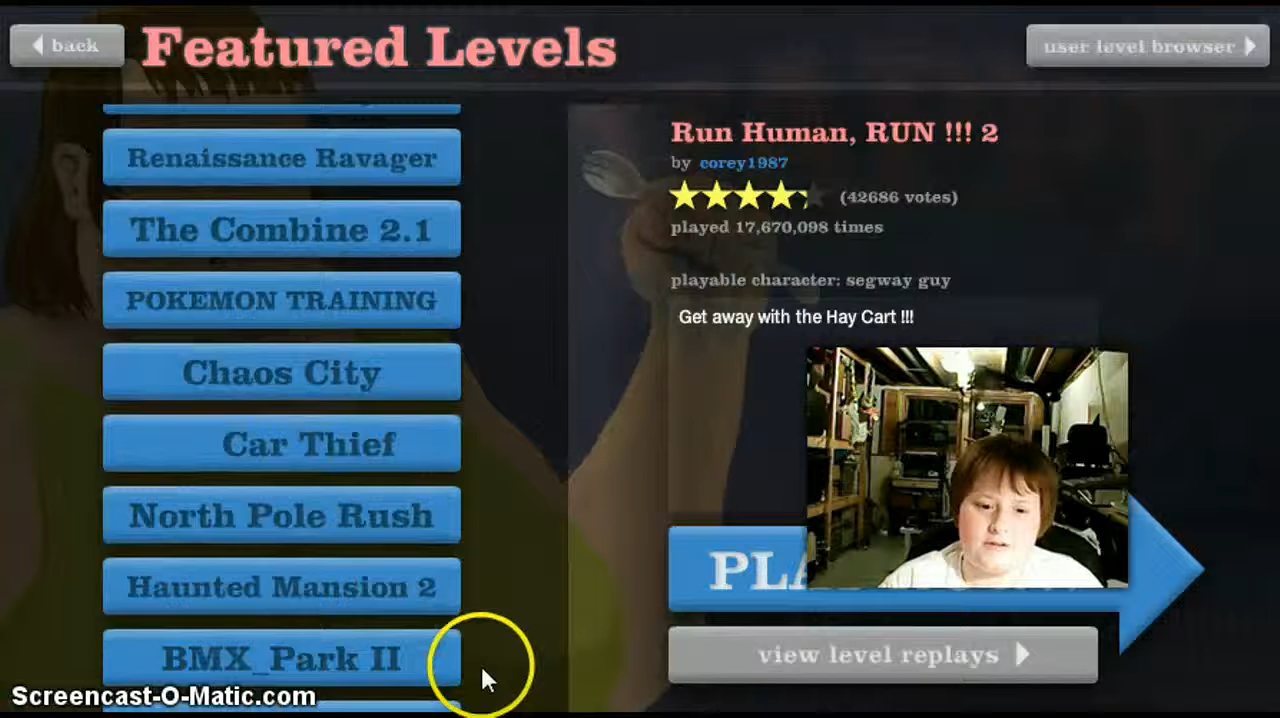 back
Featured Levels
user level browser
Renaissance Ravager
The Combine 2.1
POKEMON TRAINING
Chaos City
Car Thief
North Pole Rush
Haunted Mansion 2
BMX_Park II
Run Human, RUN !!! 2
by corey1987
(42686 votes)
played 17,670,098 times
playable character: segway guy
Get away with the Hay Cart !!!
view level replays
Screencast-O-Matic.com